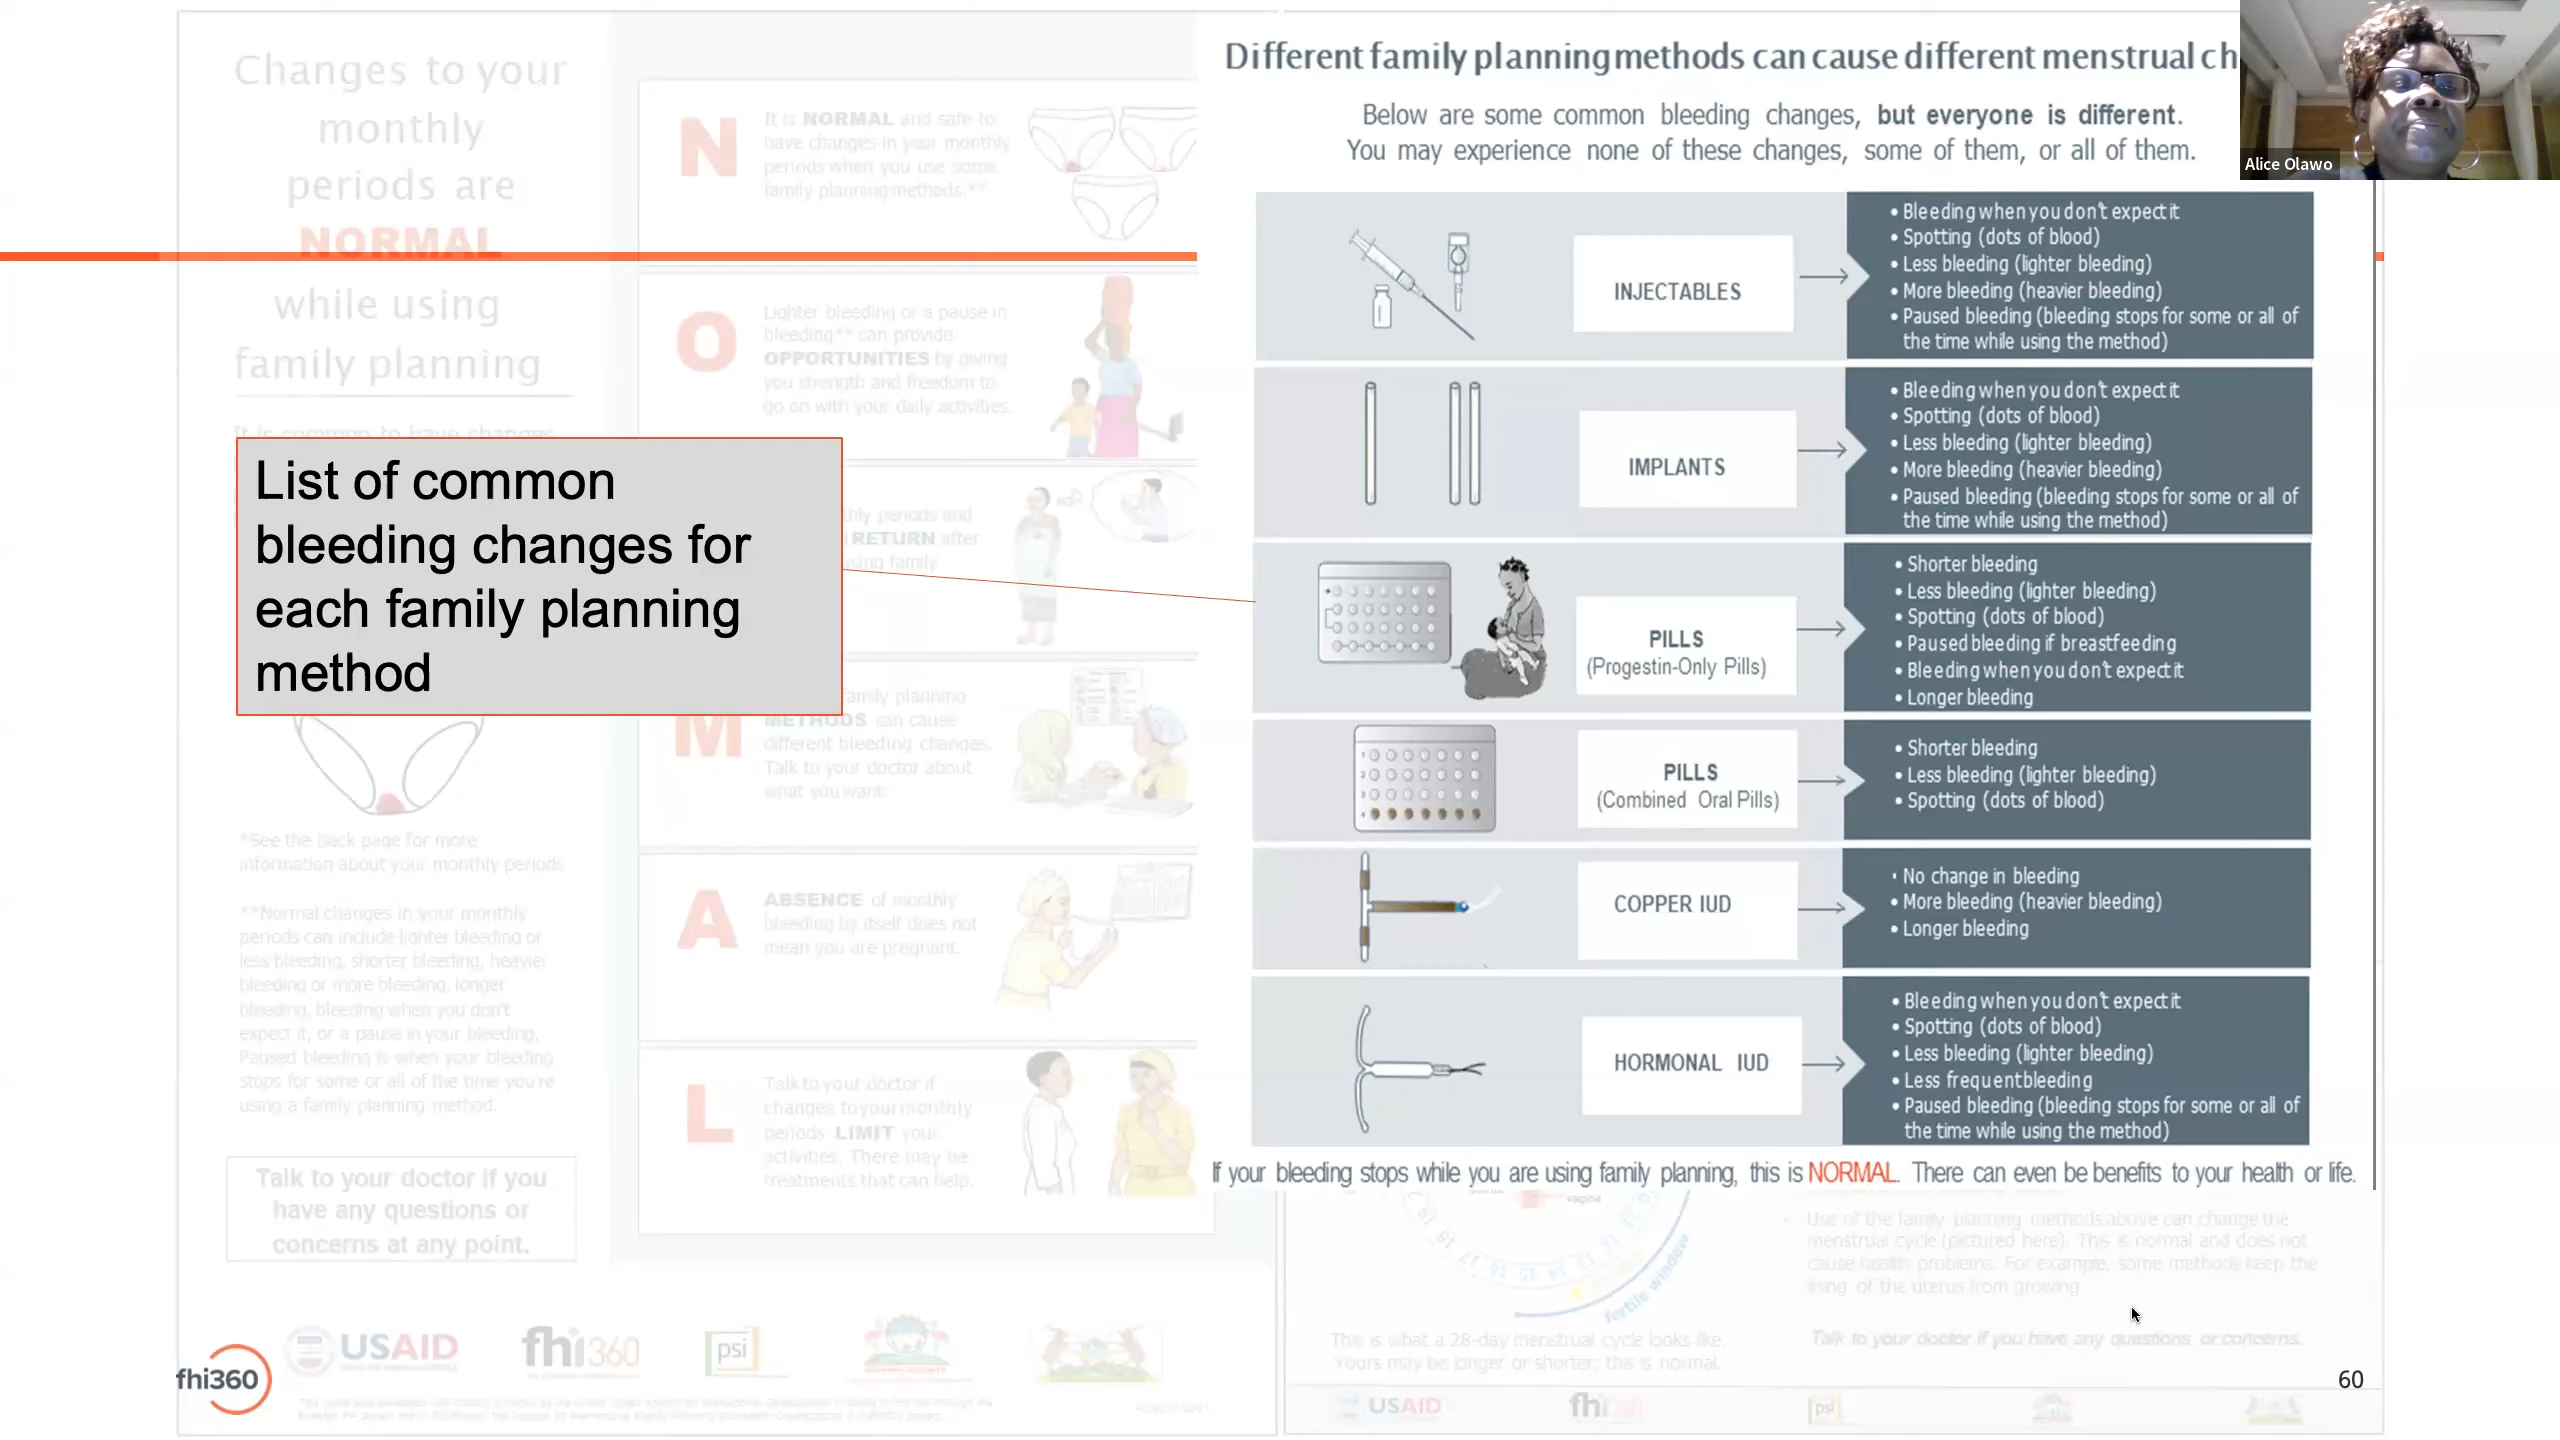 Changes to your
monthly
periods are
NORMAL
while using
family planning
It is common to have changes
List of common
bleeding changes for
each family planning
method
*See the back page for more
information about your monthly periods
**Normal changes in your monthly
periods can include lighter bleeding or
less bleeding, shorter bleeding, heavier
bleeding or more bleeding, longer
bleeding, bleeding when you don't
expect it, or a pause in your bleeding.
Paused bleeding is when your bleeding
stops for some or all of the time you're
using a family planning method.
Talk to your doctor if you
have any questions or
concerns at any point.
N
It is NORMAL and safe to
have changes in your monthly
periods when you use some
family planning methods.**
O
Lighter bleeding or a pause in
bleeding** can provide
OPPORTUNITIES by giving
you strength and freedom to
go on with your daily activities.
periods and
RETURN after
family
M
family planning
METHODS can cause
different bleeding changes.
Talk to your doctor about
what you want.
A
ABSENCE of monthly
bleeding by itself does not
mean you are pregnant.
L
Talk to your doctor if
changes to your monthly
periods LIMIT your
activities. There may be
treatments that can help.
USAID
fhi360
psi
fhi360
Different family planning methods can cause different menstrual ch
Below are some common bleeding changes, but everyone is different.
You may experience none of these changes, some of them, or all of them.
INJECTABLES
• Bleeding when you don't expect it
• Spotting (dots of blood)
• Less bleeding (lighter bleeding)
• More bleeding (heavier bleeding)
• Paused bleeding (bleeding stops for some or all of
the time while using the method)
IMPLANTS
• Bleeding when you don't expect it
• Spotting (dots of blood)
• Less bleeding (lighter bleeding)
• More bleeding (heavier bleeding)
• Paused bleeding (bleeding stops for some or all of
the time while using the method)
PILLS
(Progestin-Only Pills)
• Shorter bleeding
• Less bleeding (lighter bleeding)
• Spotting (dots of blood)
• Paused bleeding if breastfeeding
• Bleeding when you don't expect it
• Longer bleeding
PILLS
(Combined Oral Pills)
• Shorter bleeding
• Less bleeding (lighter bleeding)
• Spotting (dots of blood)
COPPER IUD
• No change in bleeding
• More bleeding (heavier bleeding)
• Longer bleeding
HORMONAL IUD
• Bleeding when you don't expect it
• Spotting (dots of blood)
• Less bleeding (lighter bleeding)
• Less frequent bleeding
• Paused bleeding (bleeding stops for some or all of
the time while using the method)
If your bleeding stops while you are using family planning, this is NORMAL. There can even be benefits to your health or life.
vagina
fertile window
This is what a 28-day menstrual cycle looks like.
Yours may be longer or shorter; this is normal.
- Use of the family planning methods above can change the
menstrual cycle (pictured here). This is normal and does not
cause health problems. For example, some methods keep the
lining of the uterus from growing
Talk to your doctor if you have any questions or concerns.
USAID
fhi
psi
60
Alice Olawo